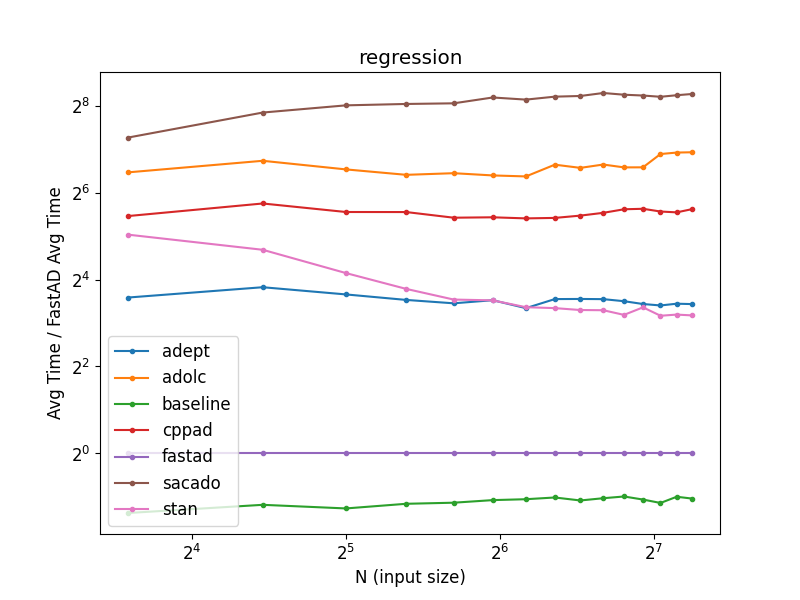 regression
Avg Time / FastAD Avg Time
2⁸
2⁶
2⁴
2²
2⁰
adept
adolc
baseline
cppad
fastad
sacado
stan
2⁴ 2⁵ 2⁶ 2⁷
N (input size)